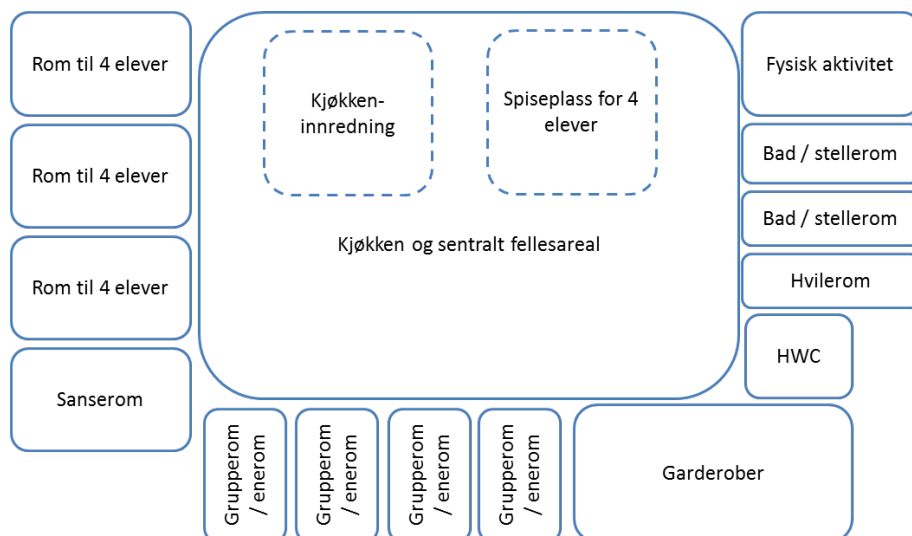 Rom til 4 elever
Rom til 4 elever
Rom til 4 elever
Sanserom
Kjøkken-
innredning
Spiseplass for 4
elever
Kjøkken og sentralt fellesareal
Fysisk aktivitet
Bad / stellerom
Bad / stellerom
Hvilerom
HWC
Grupperom
/ enerom
Grupperom
/ enerom
Grupperom
/ enerom
Grupperom
/ enerom
Garderober